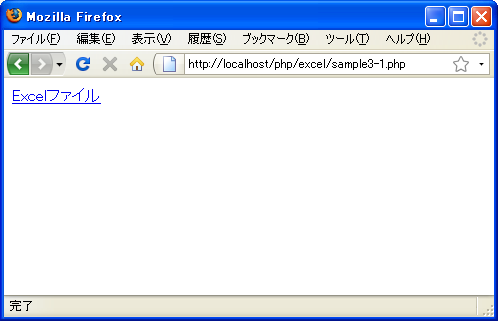 Mozilla Firefox
ファイル(F) 編集(E) 表示(V) 履歴(S) ブックマーク(B) ツール(T) ヘルプ(H)
http://localhost/php/excel/sample3-1.php
Excelファイル
完了